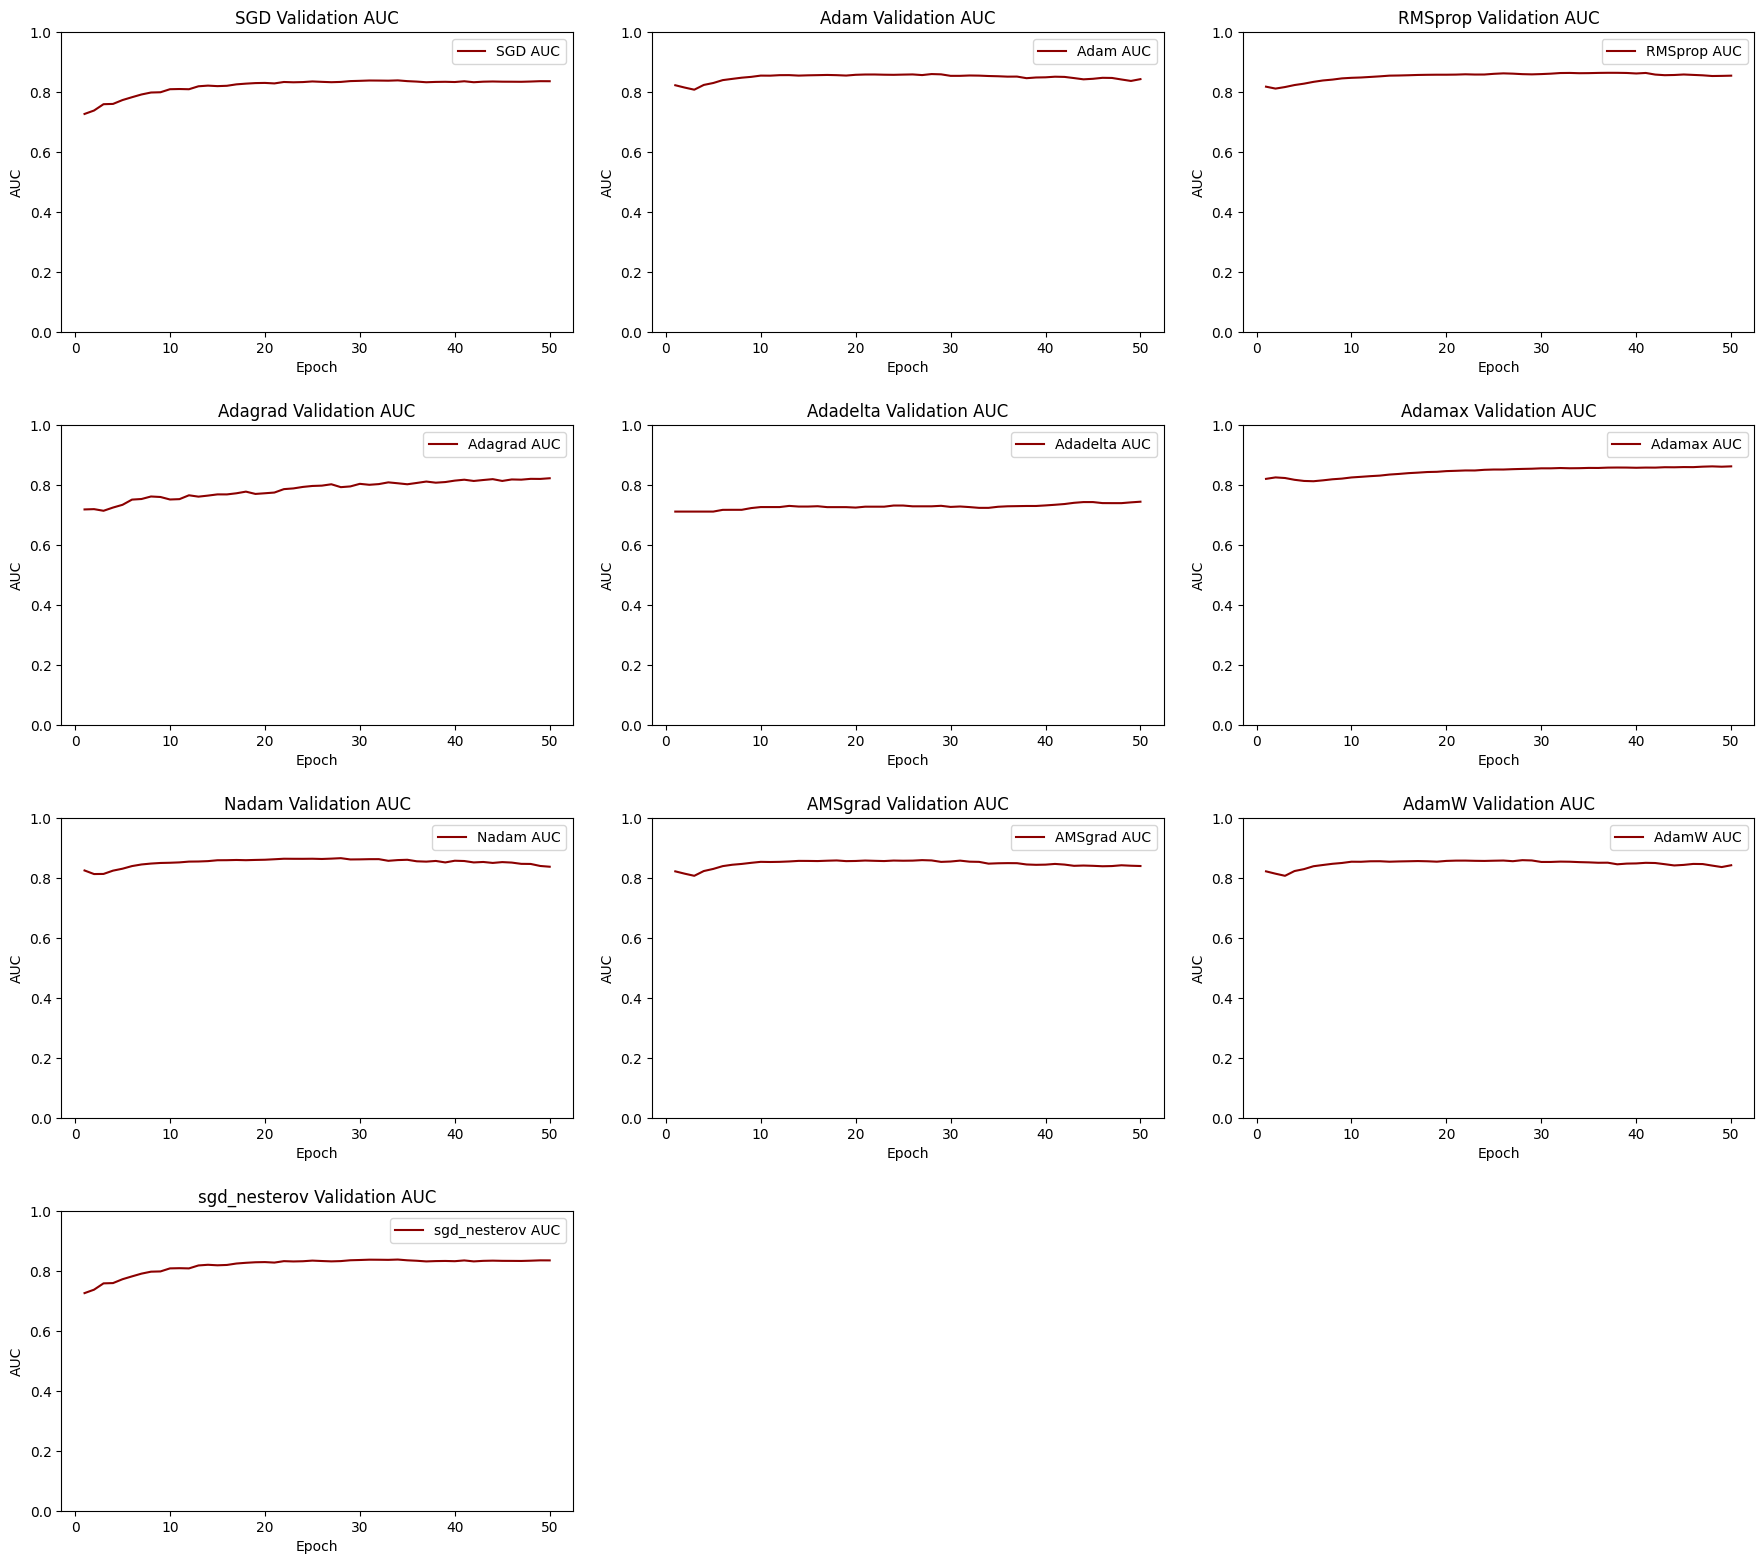 SGD Validation AUC
1.0
0.8
0.6
0.4
0.2
0.0
AUC
SGD AUC
0 10 20 30 40 50
Epoch
Adam Validation AUC
1.0
0.8
0.6
0.4
0.2
0.0
AUC
Adam AUC
0 10 20 30 40 50
Epoch
RMSprop Validation AUC
1.0
0.8
0.6
0.4
0.2
0.0
AUC
RMSprop AUC
0 10 20 30 40 50
Epoch
Adagrad Validation AUC
1.0
0.8
0.6
0.4
0.2
0.0
AUC
Adagrad AUC
0 10 20 30 40 50
Epoch
Adadelta Validation AUC
1.0
0.8
0.6
0.4
0.2
0.0
AUC
Adadelta AUC
0 10 20 30 40 50
Epoch
Adamax Validation AUC
1.0
0.8
0.6
0.4
0.2
0.0
AUC
Adamax AUC
0 10 20 30 40 50
Epoch
Nadam Validation AUC
1.0
0.8
0.6
0.4
0.2
0.0
AUC
Nadam AUC
0 10 20 30 40 50
Epoch
AMSgrad Validation AUC
1.0
0.8
0.6
0.4
0.2
0.0
AUC
AMSgrad AUC
0 10 20 30 40 50
Epoch
AdamW Validation AUC
1.0
0.8
0.6
0.4
0.2
0.0
AUC
AdamW AUC
0 10 20 30 40 50
Epoch
sgd_nesterov Validation AUC
1.0
0.8
0.6
0.4
0.2
0.0
AUC
sgd_nesterov AUC
0 10 20 30 40 50
Epoch